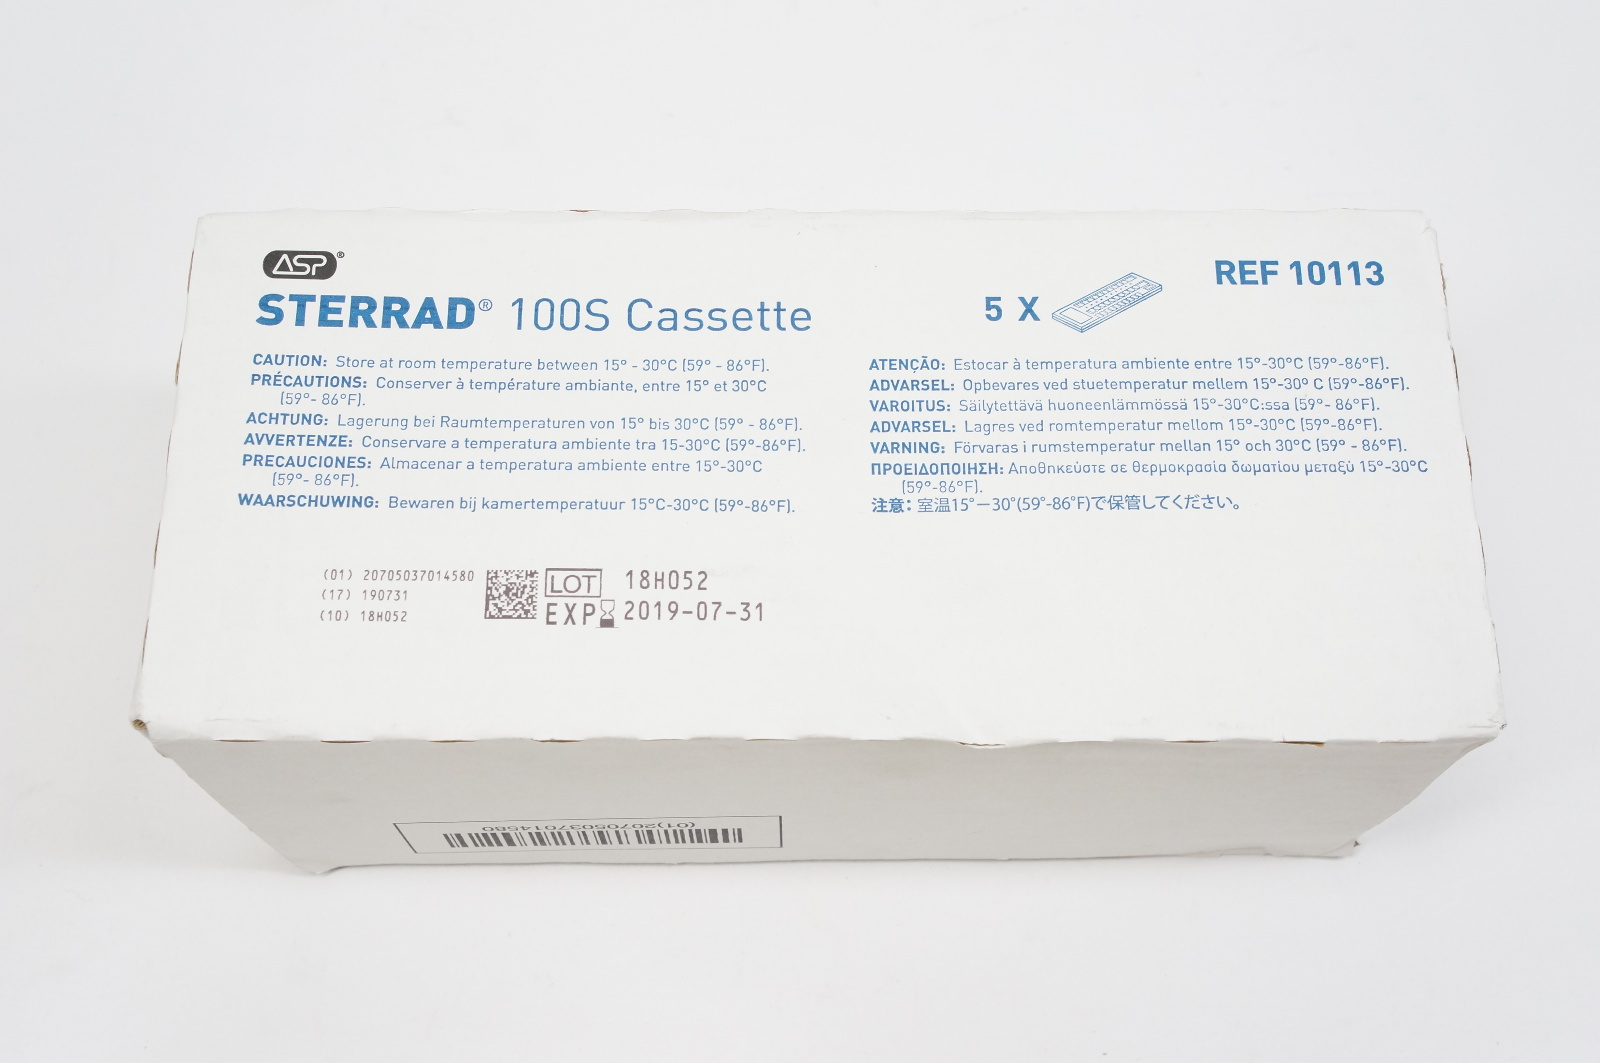 ASP®
STERRAD® 100S Cassette
5 X
REF 10113
CAUTION: Store at room temperature between 15° - 30°C (59° - 86°F).
PRÉCAUTIONS: Conserver à température ambiante, entre 15° et 30°C
(59°- 86°F).
ACHTUNG: Lagerung bei Raumtemperaturen von 15° bis 30°C (59° - 86°F).
AVVERTENZE: Conservare a temperatura ambiente tra 15-30°C (59°-86°F).
PRECAUCIONES: Almacenar a temperatura ambiente entre 15°-30°C
(59°- 86°F).
WAARSCHUWING: Bewaren bij kamertemperatuur 15°C-30°C (59°-86°F).
ATENÇÃO: Estocar à temperatura ambiente entre 15°-30°C (59°-86°F).
ADVARSEL: Opbevares ved stuetemperatur mellem 15°-30° C (59°-86°F).
VAROITUS: Säilytettävä huoneenlämmössä 15°-30°C:ssa (59°- 86°F).
ADVARSEL: Lagres ved romtemperatur mellom 15°-30°C (59°-86°F).
VARNING: Förvaras i rumstemperatur mellan 15° och 30°C (59° - 86°F).
ΠΡΟΕΙΔΟΠΟΙΗΣΗ: Αποθηκεύστε σε θερμοκρασία δωματίου μεταξύ 15°-30°C
(59°-86°F).
注意：室温15°－30°(59°-86°F)で保管してください。
(01) 20705037014580
(17) 190731
(10) 18H052
LOT 18H052
EXP 2019-07-31
(01)20705037014580